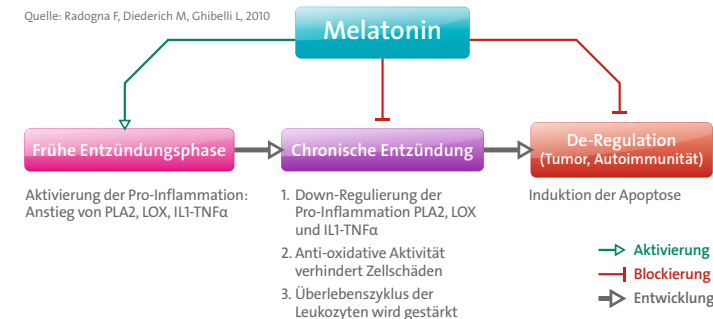 Quelle: Radogna F, Diederich M, Ghibelli L, 2010
Melatonin
Frühe Entzündungsphase
Chronische Entzündung
De-Regulation
(Tumor, Autoimmunität)
Aktivierung der Pro-Inflammation:
Anstieg von PLA2, LOX, IL1-TNFα
1. Down-Regulierung der
Pro-Inflammation PLA2, LOX
und IL1-TNFα
2. Anti-oxidative Aktivität
verhindert Zellschäden
3. Überlebenszyklus der
Leukozyten wird gestärkt
Induktion der Apoptose
Aktivierung
Blockierung
Entwicklung